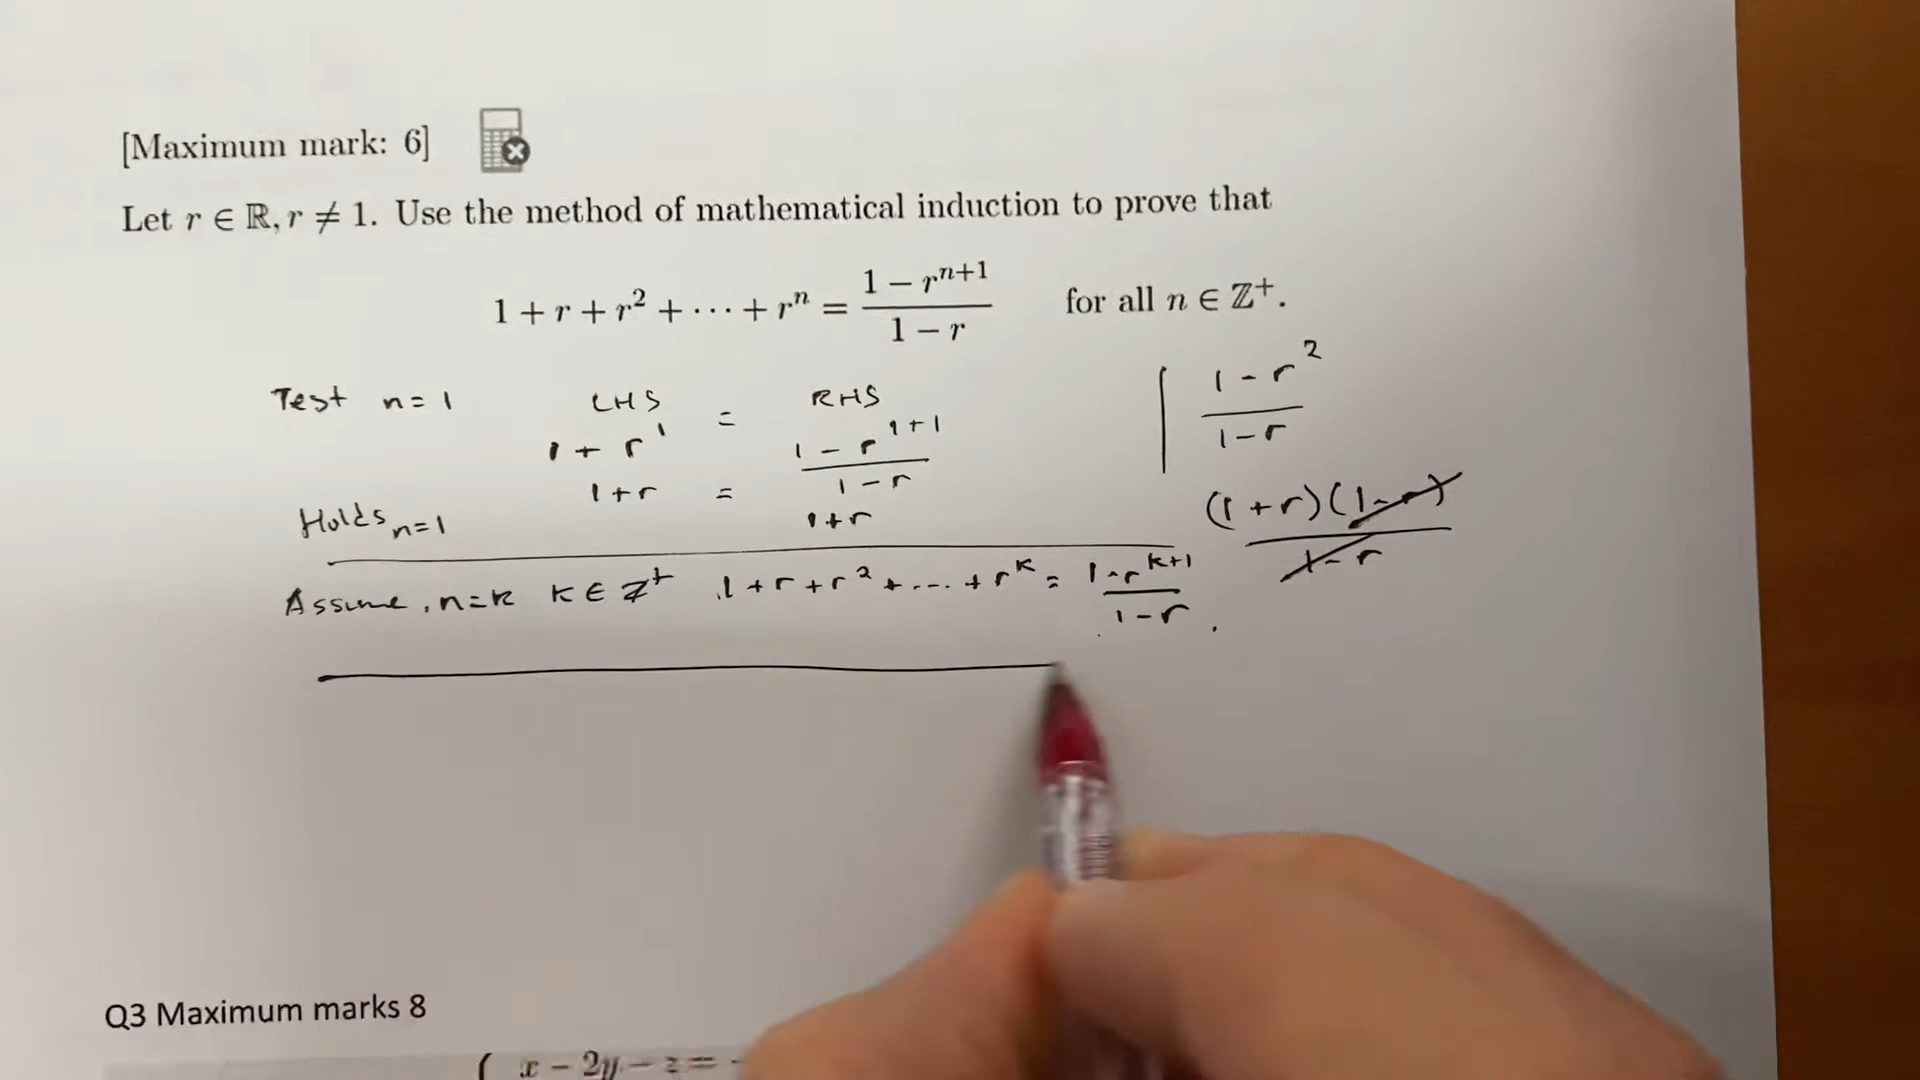 [Maximum mark: 6]
Let r ∈ ℝ, r ≠ 1. Use the method of mathematical induction to prove that
1 + r + r² + ··· + rⁿ = (1 − rⁿ⁺¹)/(1 − r) for all n ∈ ℤ⁺.
Test n = 1 LHS = RHS
1 + r¹ (1 − r¹⁺¹)/(1 − r)
1 + r = 1 + r
Holds n=1
(1 − r²)/(1 − r)
(1 + r)(1 − r)/(1 − r)
Assume, n = k k ∈ ℤ⁺ 1 + r + r² + ... + rᵏ = (1 − rᵏ⁺¹)/(1 − r).
Q3 Maximum marks 8
x − 2y − z =